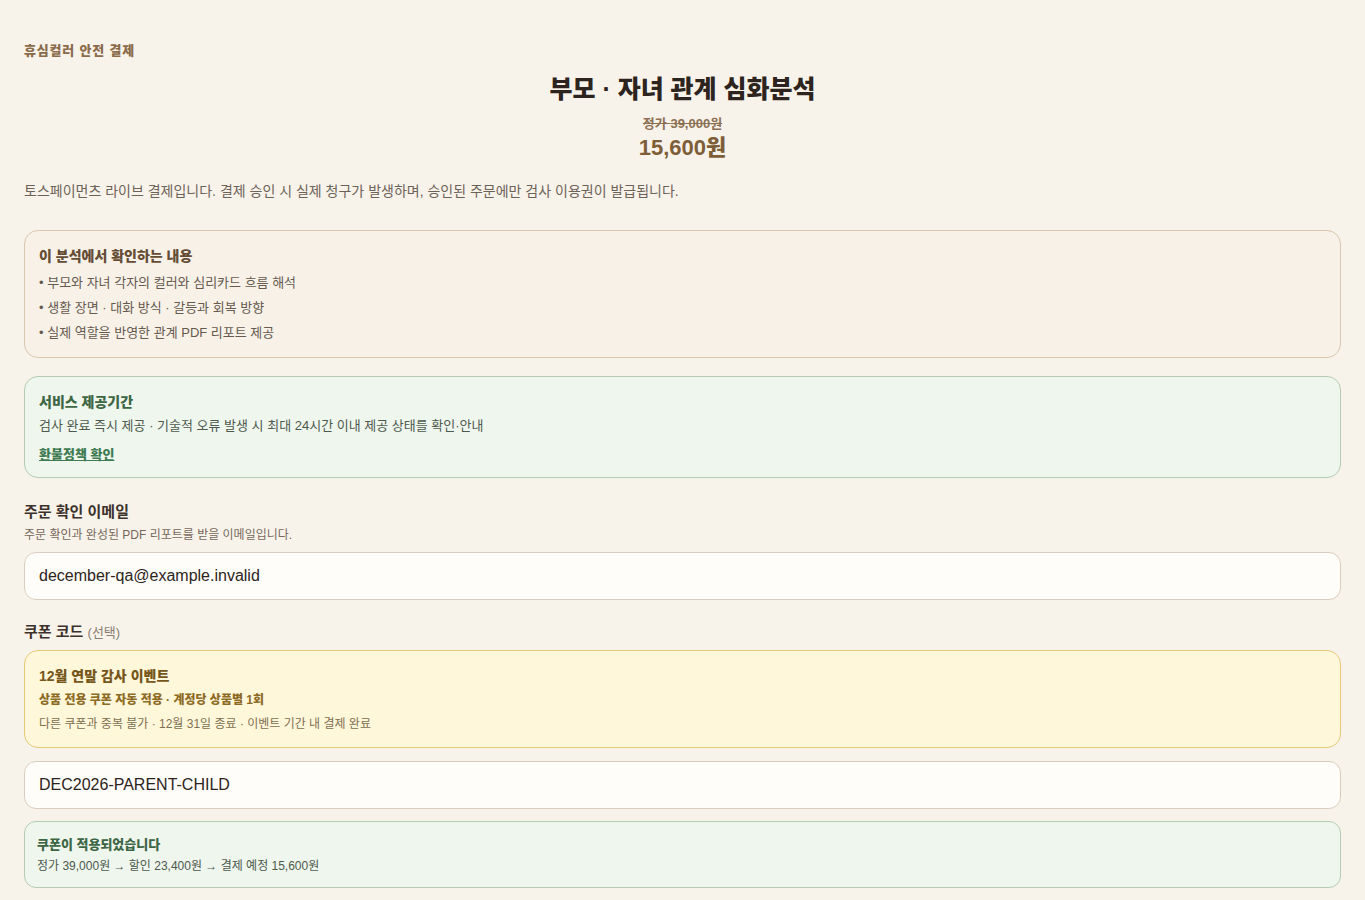 휴심컬러 안전 결제
부모 · 자녀 관계 심화분석
정가 39,000원
15,600원
토스페이먼츠 라이브 결제입니다. 결제 승인 시 실제 청구가 발생하며, 승인된 주문에만 검사 이용권이 발급됩니다.
이 분석에서 확인하는 내용
• 부모와 자녀 각자의 컬러와 심리카드 흐름 해석
• 생활 장면 · 대화 방식 · 갈등과 회복 방향
• 실제 역할을 반영한 관계 PDF 리포트 제공
서비스 제공기간
검사 완료 즉시 제공 · 기술적 오류 발생 시 최대 24시간 이내 제공 상태를 확인·안내
환불정책 확인
주문 확인 이메일
주문 확인과 완성된 PDF 리포트를 받을 이메일입니다.
december-qa@example.invalid
쿠폰 코드 (선택)
12월 연말 감사 이벤트
상품 전용 쿠폰 자동 적용 · 계정당 상품별 1회
다른 쿠폰과 중복 불가 · 12월 31일 종료 · 이벤트 기간 내 결제 완료
DEC2026-PARENT-CHILD
쿠폰이 적용되었습니다
정가 39,000원 → 할인 23,400원 → 결제 예정 15,600원